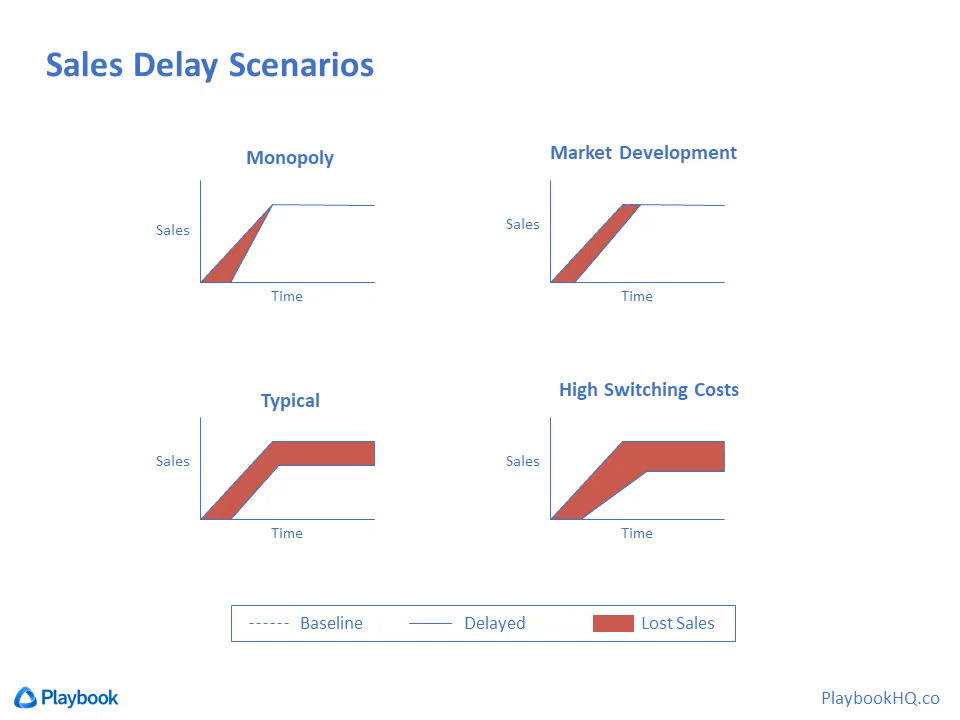 Sales Delay Scenarios
Monopoly
Sales
Time
Market Development
Sales
Time
Typical
Sales
Time
High Switching Costs
Sales
Time
Baseline
Delayed
Lost Sales
Playbook
PlaybookHQ.co